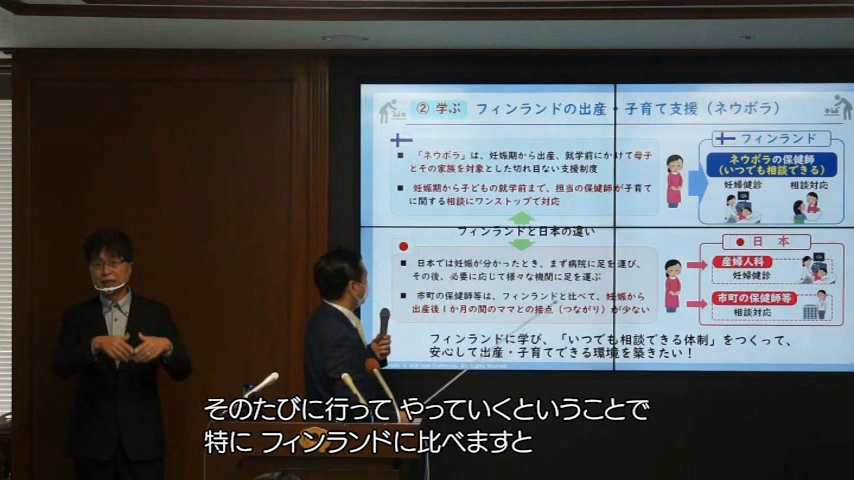 ② 学ぶ フィンランドの出産・子育て支援（ネウボラ）
■ 「ネウボラ」は、妊娠期から出産、就学前にかけて母子
とその家族を対象とした切れ目ない支援制度
■ 妊娠期から子どもの就学前まで、担当の保健師が子育て
に関する相談にワンストップで対応
フィンランド
ネウボラの保健師
（いつでも相談できる）
妊婦健診 相談対応
フィンランドと日本の違い
■ 日本では妊娠が分かったとき、まず病院に足を運び、
その後、必要に応じて様々な機関に足を運ぶ
■ 市町の保健師等は、フィンランドと比べて、妊娠から
出産後1か月の間のママとの接点（つながり）が少ない
日 本
産婦人科
妊婦健診
市町の保健師等
相談対応
フィンランドに学び、「いつでも相談できる体制」をつくって、
安心して出産・子育てできる環境を築きたい！
そのたびに行って やっていくということで
特に フィンランドに比べますと